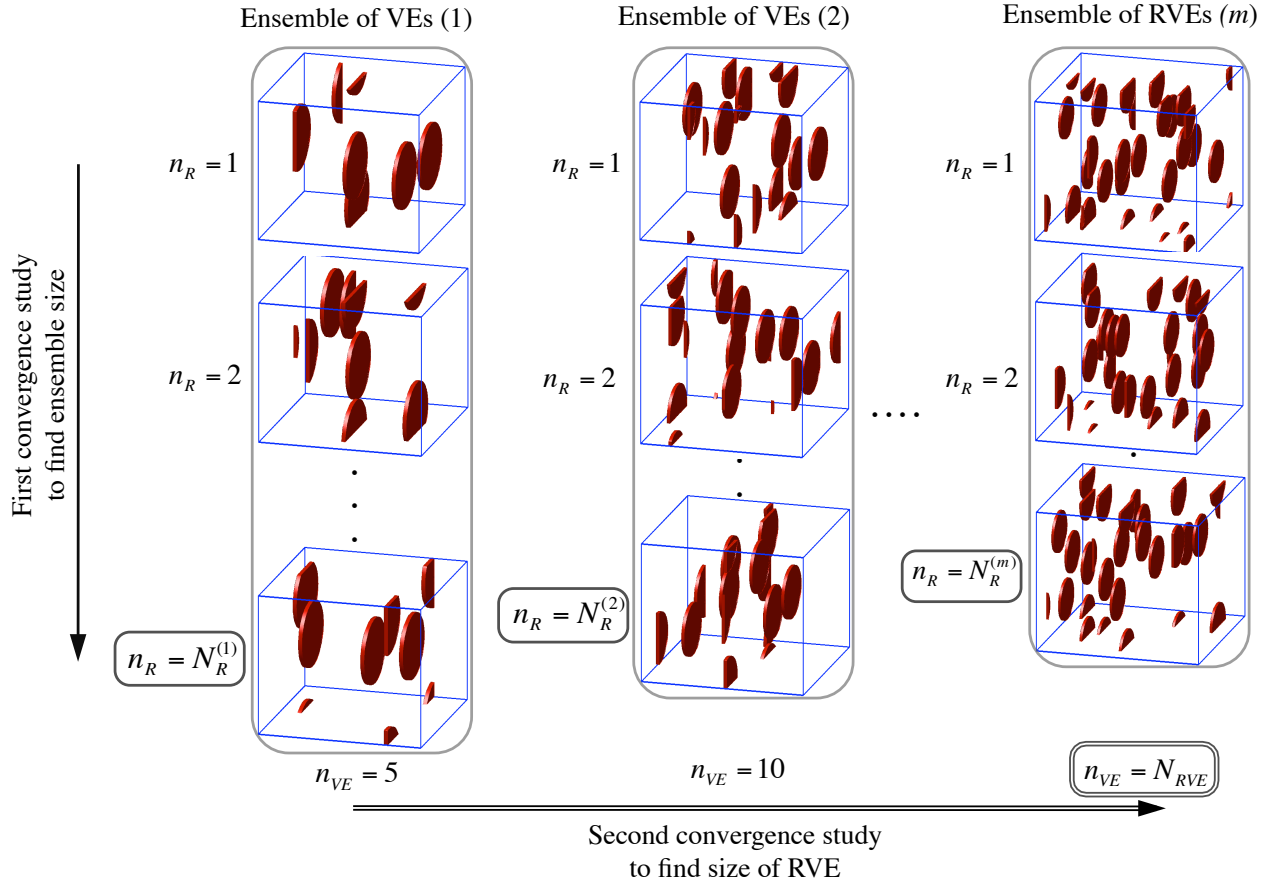 Ensemble of VEs (1)
Ensemble of VEs (2)
Ensemble of RVEs (m)
n_R = 1
n_R = 1
n_R = 1
First convergence study
to find ensemble size
n_R = 2
n_R = 2
n_R = 2
....
n_R = N_R^(1)
n_R = N_R^(2)
n_R = N_R^(m)
n_VE = 5
n_VE = 10
n_VE = N_RVE
Second convergence study
to find size of RVE